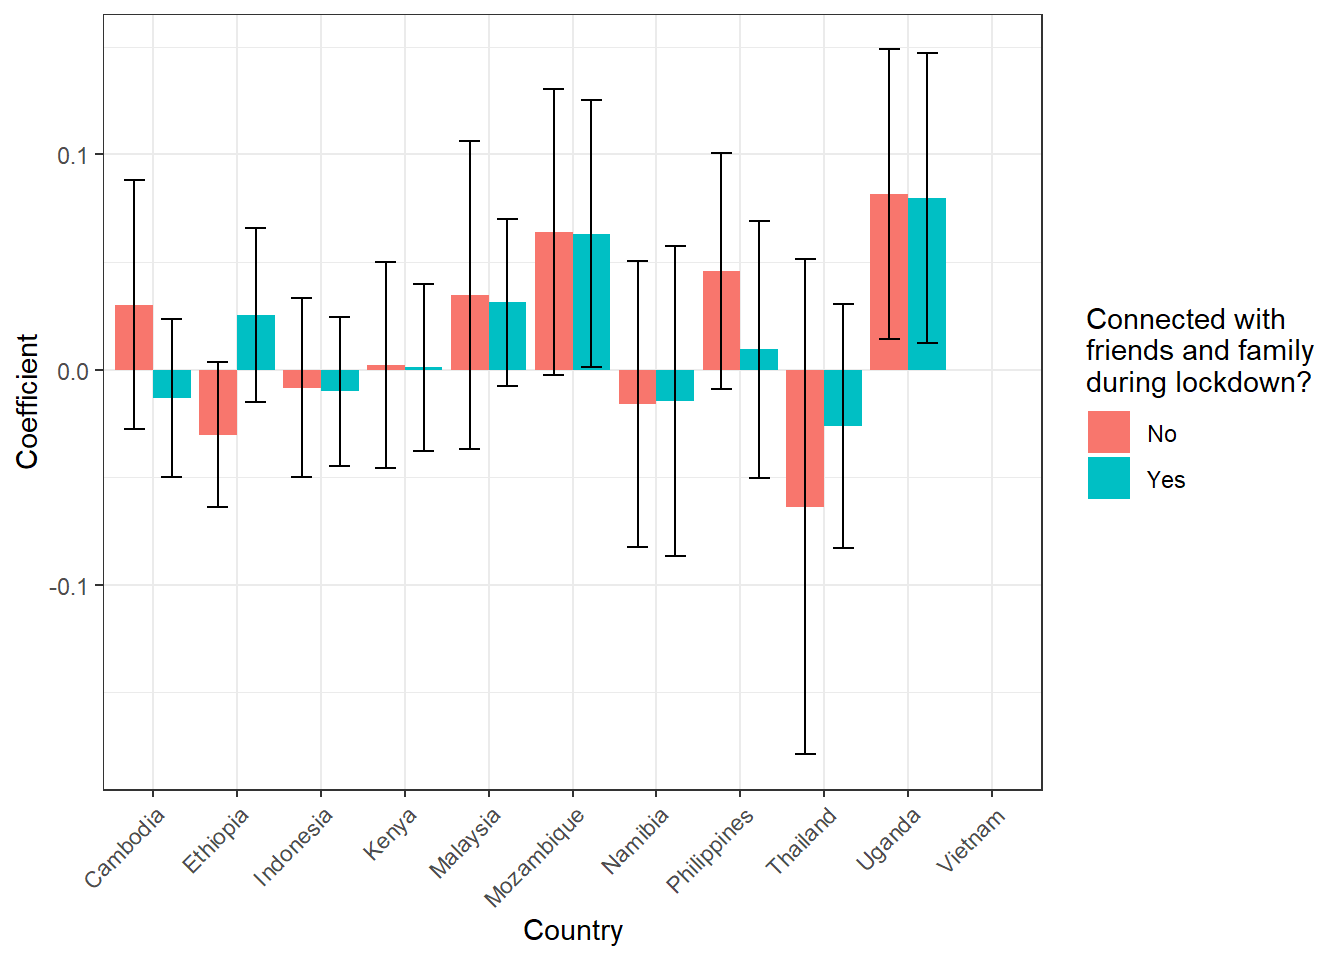 0.1
0.0
-0.1
Coefficient
Cambodia
Ethiopia
Indonesia
Kenya
Malaysia
Mozambique
Namibia
Philippines
Thailand
Uganda
Vietnam
Country
Connected with
friends and family
during lockdown?
No
Yes